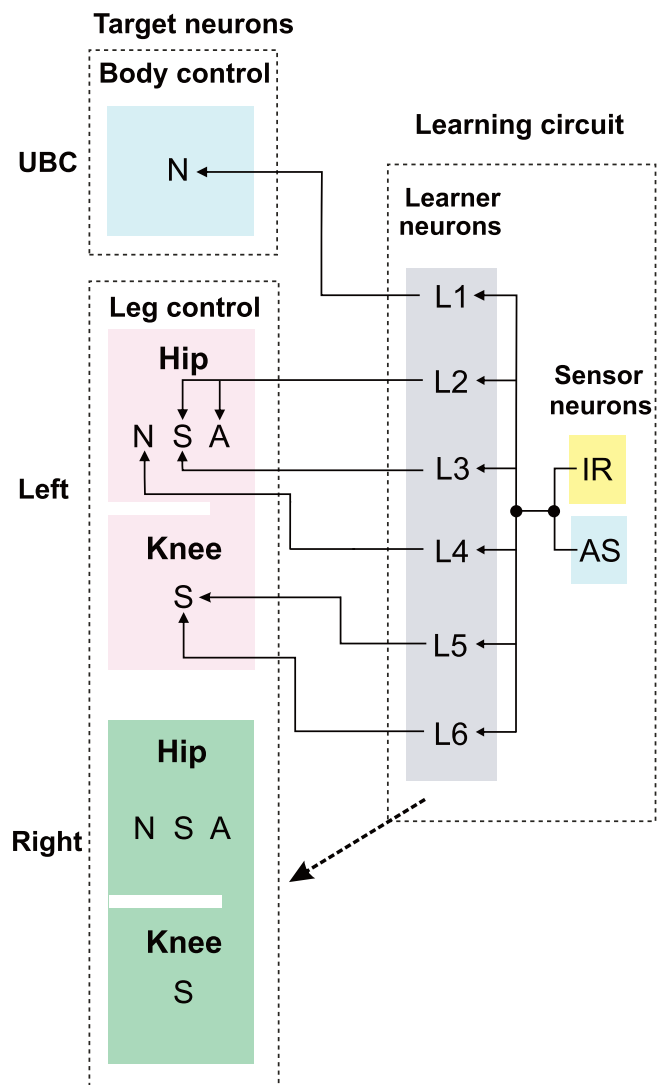 Target neurons
Body control
UBC
N
Learning circuit
Learner
neurons
L1
L2
L3
L4
L5
L6
Sensor
neurons
IR
AS
Leg control
Left
Hip
N S A
Knee
S
Right
Hip
N S A
Knee
S